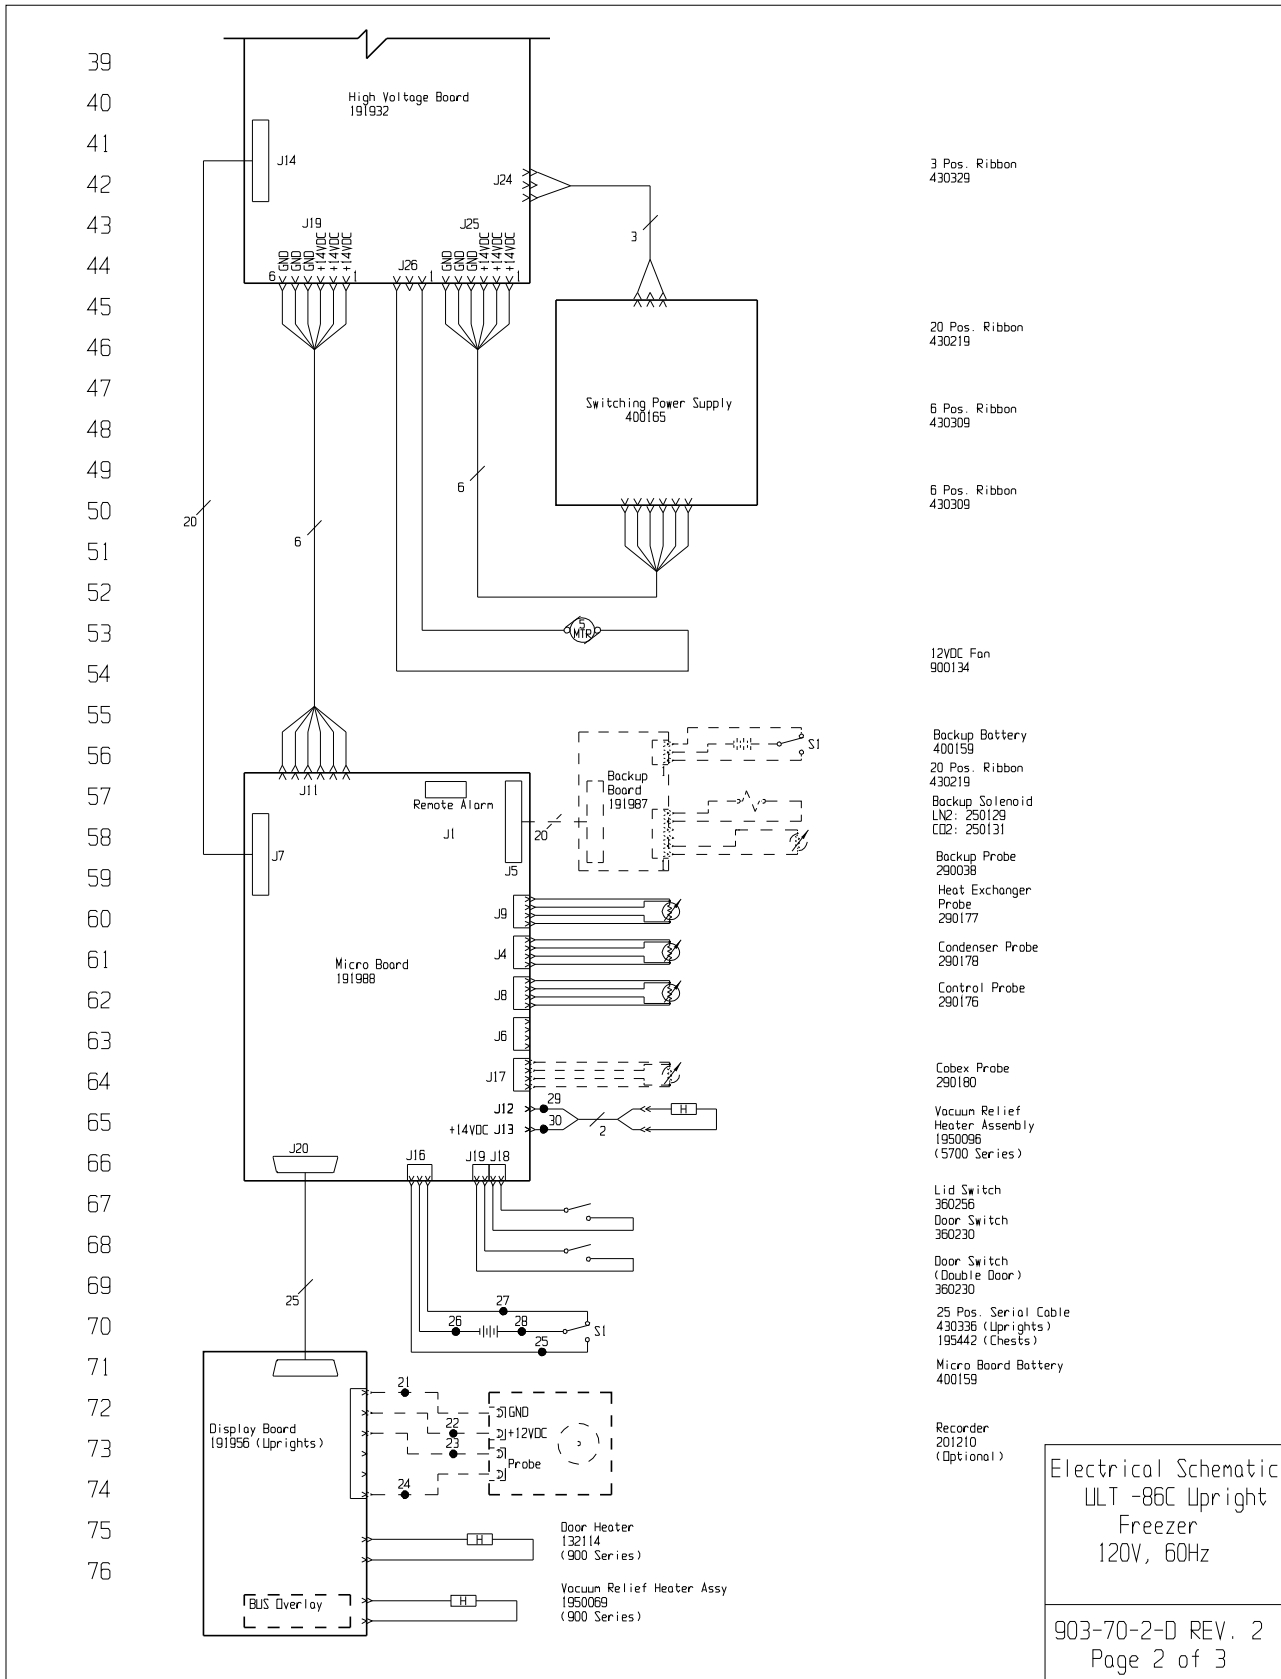 39
40
41
42
43
44
45
46
47
48
49
50
51
52
53
54
55
56
57
58
59
60
61
62
63
64
65
66
67
68
69
70
71
72
73
74
75
76
High Voltage Board
191932
J14
J24
J19
GND
GND
GND
+14VDC
+14VDC
+14VDC
6
1
J26
1
J25
GND
GND
GND
+14VDC
+14VDC
+14VDC
1
3
Switching Power Supply
400165
20
6
6
5
MTR
J11
Remote Alarm
J1
J7
J5
20
Backup
Board
191987
1
1
S1
J9
J4
Micro Board
191988
J8
J6
J17
J12
29
+14VDC J13
30
2
H
J20
J16
J19
J18
25
27
26
28
S1
25
Display Board
191956 (Uprights)
21
GND
22
+12VDC
23
Probe
24
H
Door Heater
132114
(900 Series)
BUS Overlay
H
Vacuum Relief Heater Assy
1950069
(900 Series)
3 Pos. Ribbon
430329
20 Pos. Ribbon
430219
6 Pos. Ribbon
430309
6 Pos. Ribbon
430309
12VDC Fan
900134
Backup Battery
400159
20 Pos. Ribbon
430219
Backup Solenoid
LN2: 250129
CO2: 250131
Backup Probe
290038
Heat Exchanger
Probe
290177
Condenser Probe
290178
Control Probe
290176
Cobex Probe
290180
Vacuum Relief
Heater Assembly
1950096
(5700 Series)
Lid Switch
360256
Door Switch
360230
Door Switch
(Double Door)
360230
25 Pos. Serial Cable
430336 (Uprights)
195442 (Chests)
Micro Board Battery
400159
Recorder
201210
(Optional)
Electrical Schematic
ULT -86C Upright
Freezer
120V, 60Hz
903-70-2-D REV. 2
Page 2 of 3